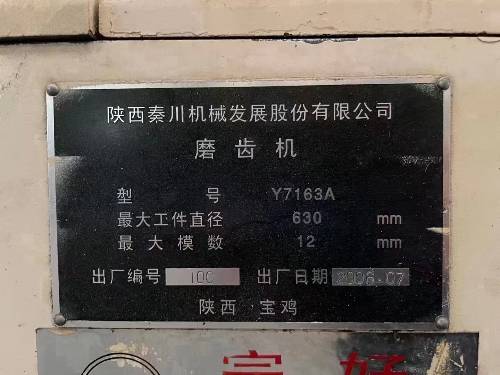 陕西秦川机械发展股份有限公司
磨齿机
型号 Y7163A
最大工件直径 630 mm
最大模数 12 mm
出厂编号 100 出厂日期 2008.07
陕西 宝鸡